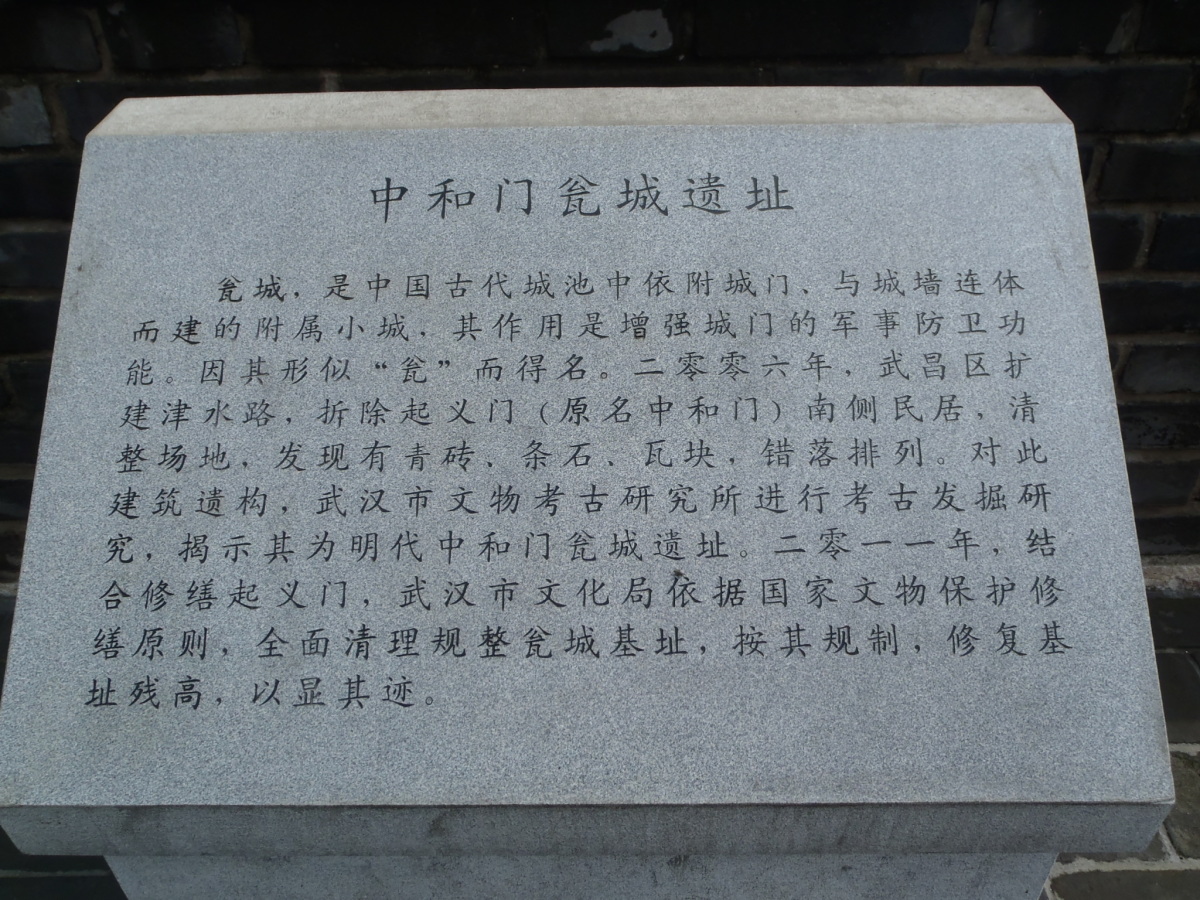 中和门瓮城遗址
瓮城，是中国古代城池中依附城门、与城墙连体
而建的附属小城，其作用是增强城门的军事防卫功
能。因其形似“瓮”而得名。二零零六年，武昌区扩
建津水路，折除起义门（原名中和门）南侧民居，清
整场地，发现有青砖、条石、瓦块，错落排列。对此
建筑遗构，武汉市文物考古研究所进行考古发掘研
究，揭示其为明代中和门瓮城遗址。二零一一年，结
合修缮起义门，武汉市文化局依据国家文物保护修
缮原则，全面清理规整瓮城基址，按其规制，修复基
址残高，以显其迹。